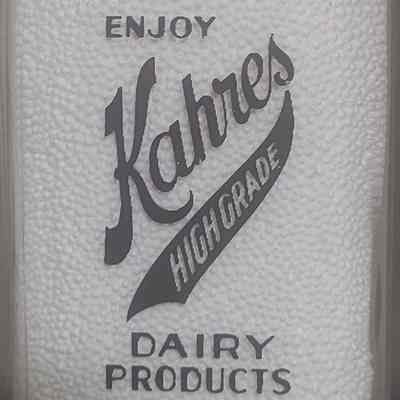 ENJOY
Kahres
HIGH GRADE
DAIRY
PRODUCTS